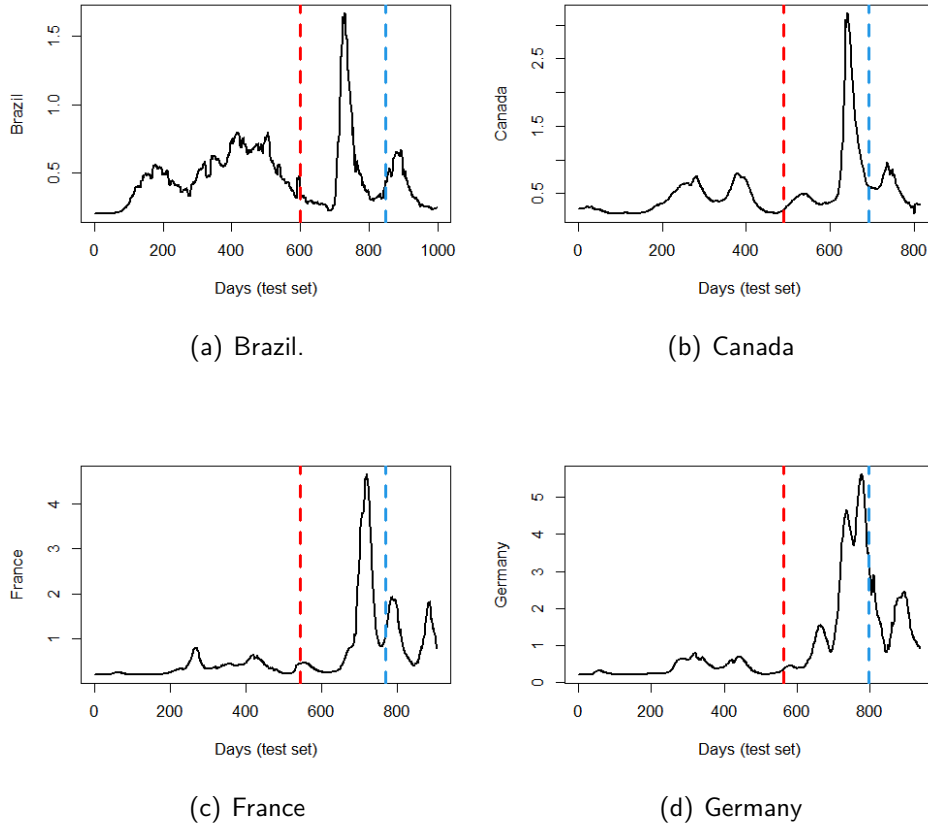 Brazil
0.5 1.0 1.5
0 200 400 600 800 1000
Days (test set)
(a) Brazil.
Canada
0.5 1.5 2.5
0 200 400 600 800
Days (test set)
(b) Canada
France
1 2 3 4
0 200 400 600 800
Days (test set)
(c) France
Germany
0 1 2 3 4 5
0 200 400 600 800
Days (test set)
(d) Germany